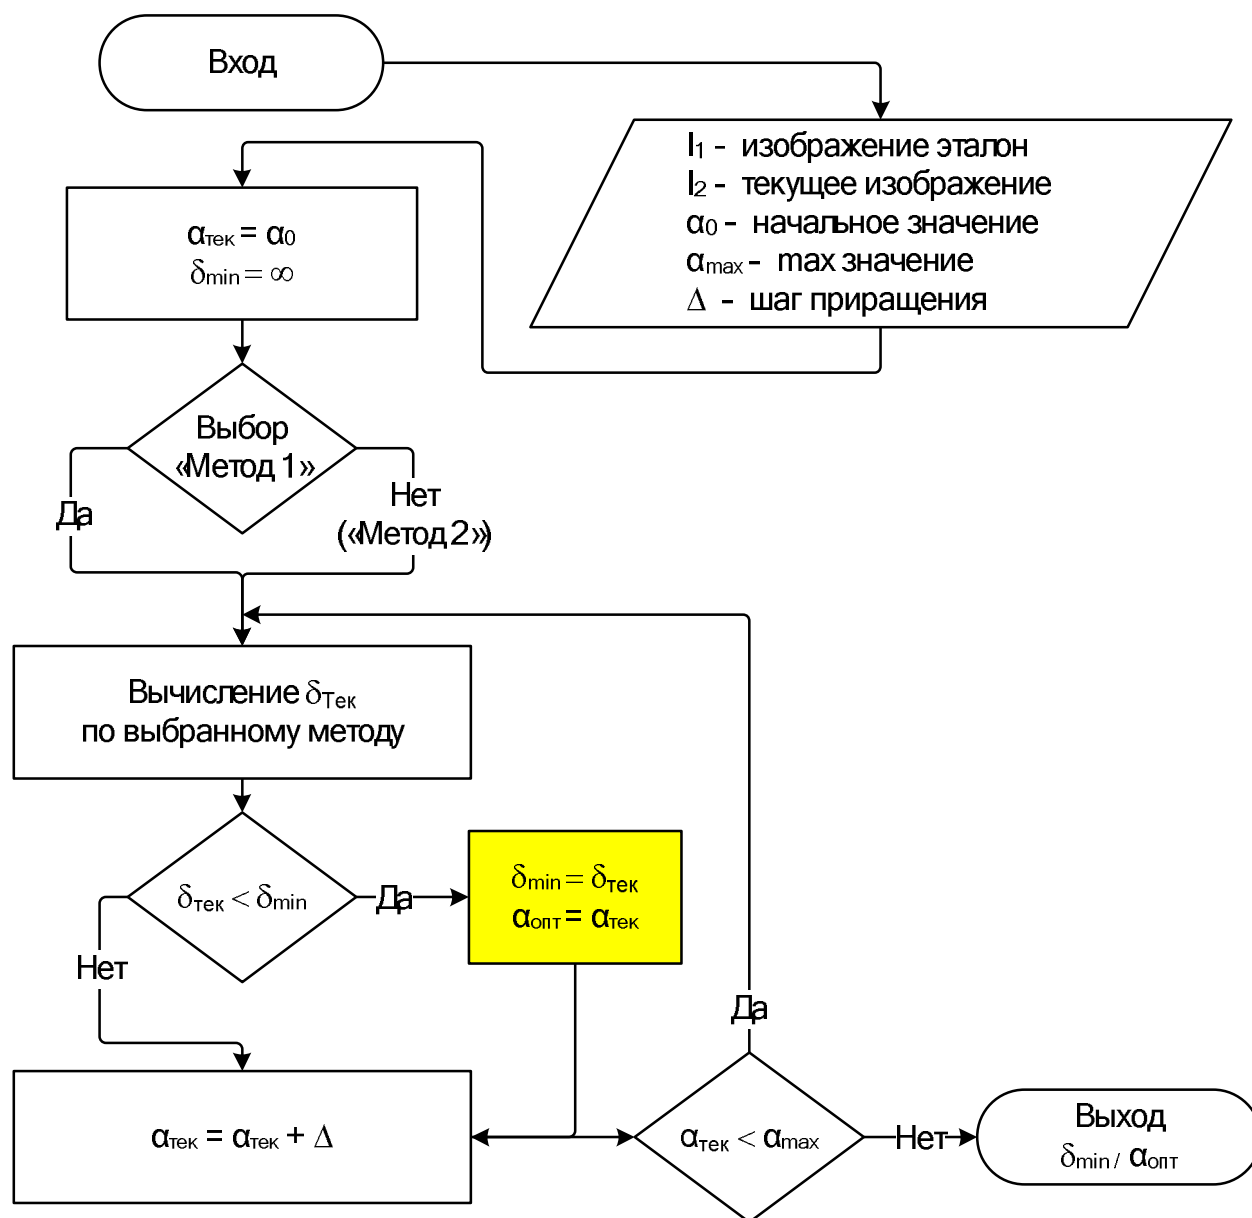 Вход
I1 - изображение эталон
I2 - текущее изображение
α0 - начальное значение
αmax - max значение
Δ - шаг приращения
αтек = α0
δmin = ∞
Выбор
«Метод 1»
Да
Нет
(«Метод 2»)
Вычисление δТек
по выбранному методу
δтек < δmin
Да
δmin = δтек
αопт = αтек
Нет
Да
αтек = αтек + Δ
αтек < αmax
Нет
Выход
δmin / αопт